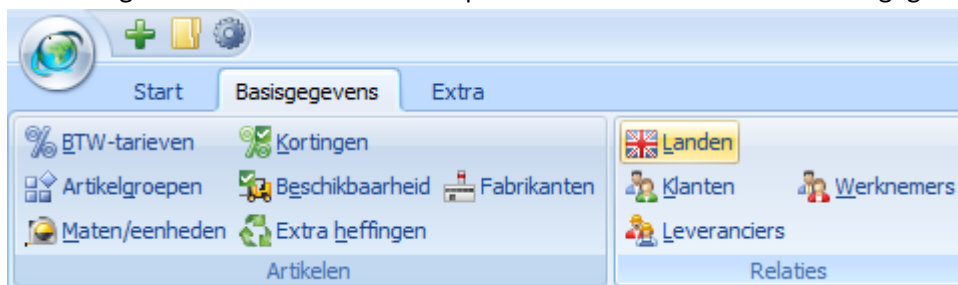 Start Basisgegevens Extra
BTW-tarieven Kortingen
Artikelgroepen Beschikbaarheid Fabrikanten
Maten/eenheden Extra heffingen
Artikelen
Landen
Klanten Werknemers
Leveranciers
Relaties